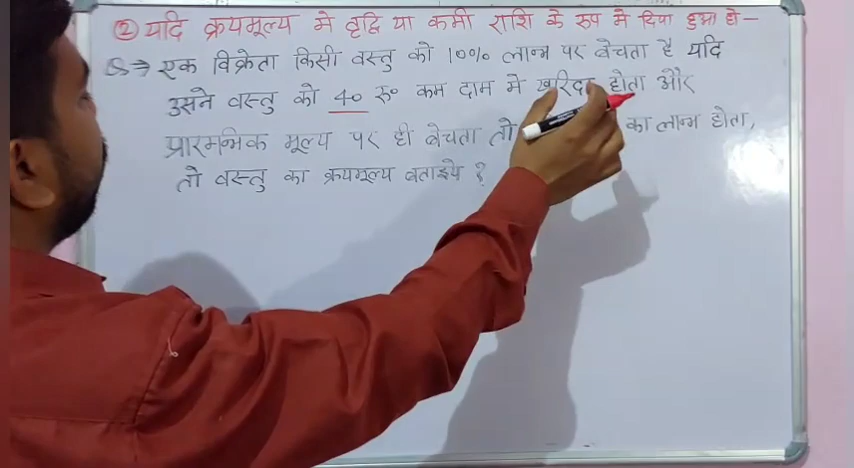 ② यदि क्रयमूल्य मे वृद्धि या कमी राशि के रूप मे दिया हुआ हो —
Q ⇒ एक विक्रेता किसी वस्तु को 10% लाभ पर बेचता है यदि
उसने वस्तु को 40 रु० कम दाम मे खरिदा होता और
प्रारम्भिक मूल्य पर ही बेचता तो का लाभ होता,
तो वस्तु का क्रयमूल्य बताइये ?